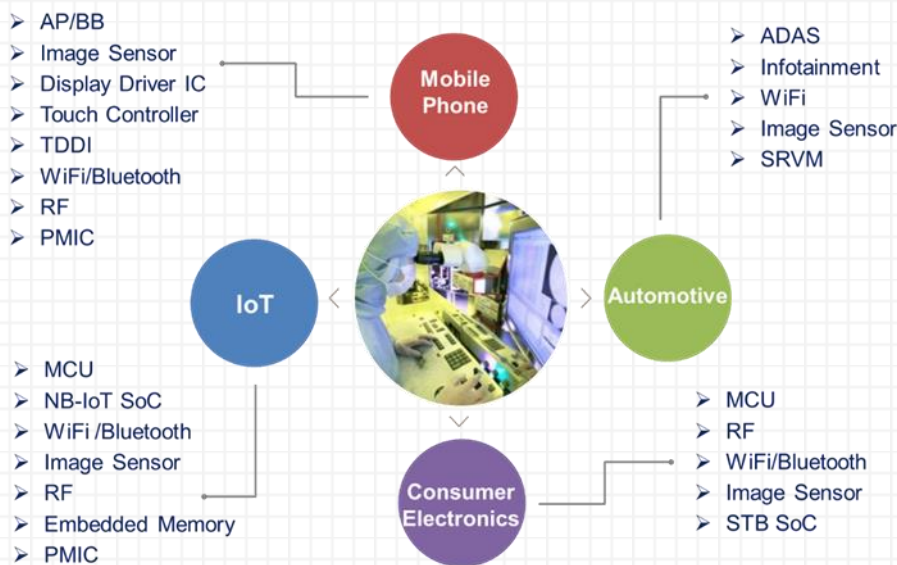 AP/BB
Image Sensor
Display Driver IC
Touch Controller
TDDI
WiFi/Bluetooth
RF
PMIC
Mobile
Phone
ADAS
Infotainment
WiFi
Image Sensor
SRVM
IoT
Automotive
MCU
NB-IoT SoC
WiFi /Bluetooth
Image Sensor
RF
Embedded Memory
PMIC
Consumer
Electronics
MCU
RF
WiFi/Bluetooth
Image Sensor
STB SoC